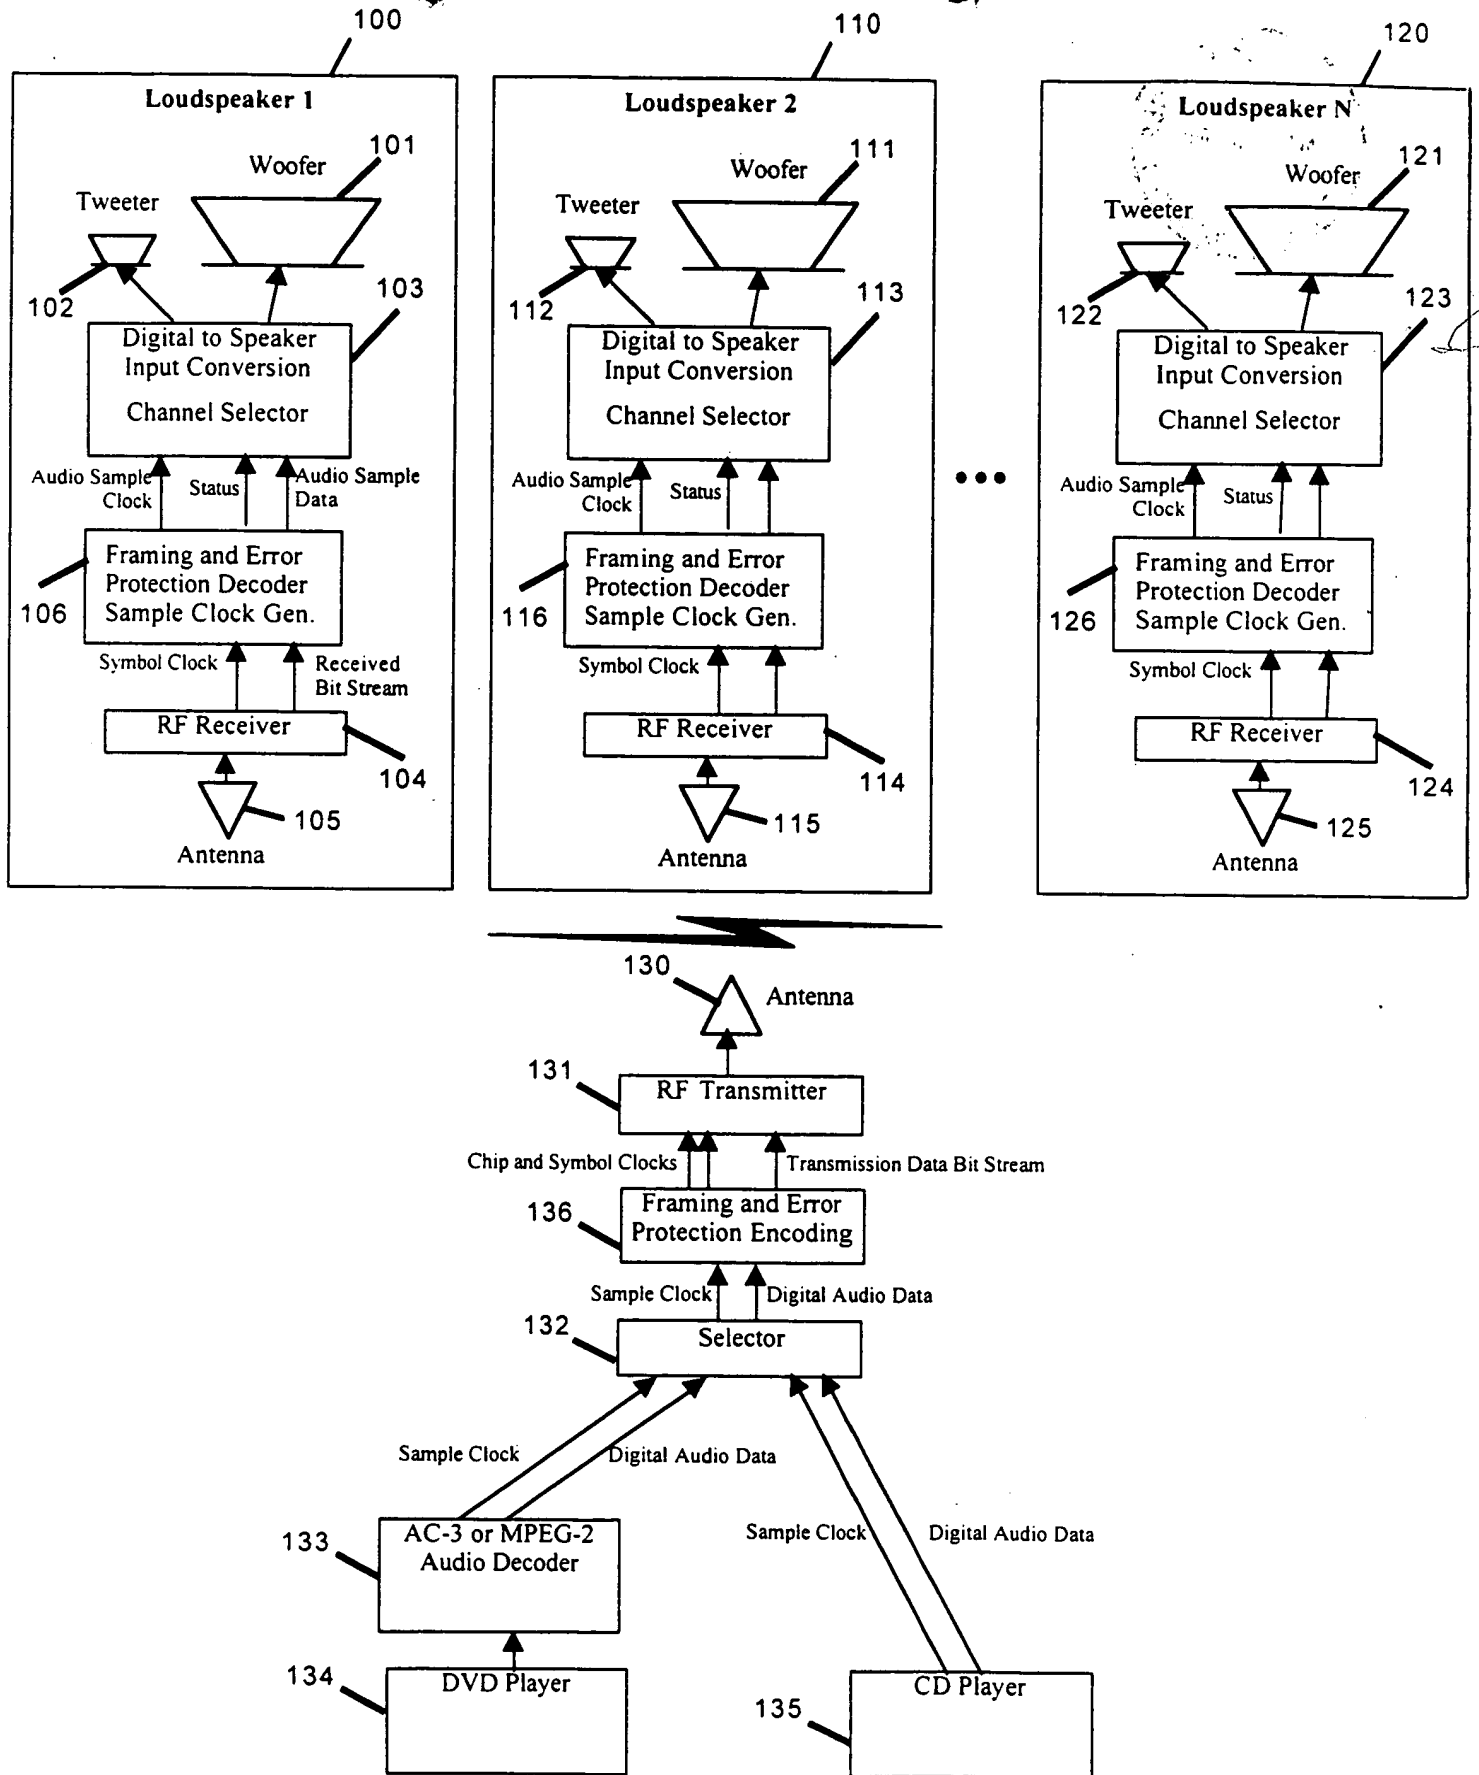 100
110
120
Loudspeaker 1
Loudspeaker 2
Loudspeaker N
101
111
121
Woofer
Woofer
Woofer
Tweeter
Tweeter
Tweeter
102
103
112
113
122
123
Digital to Speaker
Input Conversion
Channel Selector
Digital to Speaker
Input Conversion
Channel Selector
Digital to Speaker
Input Conversion
Channel Selector
Audio Sample
Clock
Status
Audio Sample
Data
Audio Sample
Clock
Status
Audio Sample
Clock
Status
Framing and Error
Protection Decoder
Sample Clock Gen.
Framing and Error
Protection Decoder
Sample Clock Gen.
Framing and Error
Protection Decoder
Sample Clock Gen.
106
116
126
Symbol Clock
Received
Bit Stream
Symbol Clock
Symbol Clock
RF Receiver
RF Receiver
RF Receiver
104
114
124
105
115
125
Antenna
Antenna
Antenna
130
Antenna
131
RF Transmitter
Chip and Symbol Clocks
Transmission Data Bit Stream
136
Framing and Error
Protection Encoding
Sample Clock
Digital Audio Data
132
Selector
Sample Clock
Digital Audio Data
Sample Clock
Digital Audio Data
133
AC-3 or MPEG-2
Audio Decoder
134
DVD Player
135
CD Player